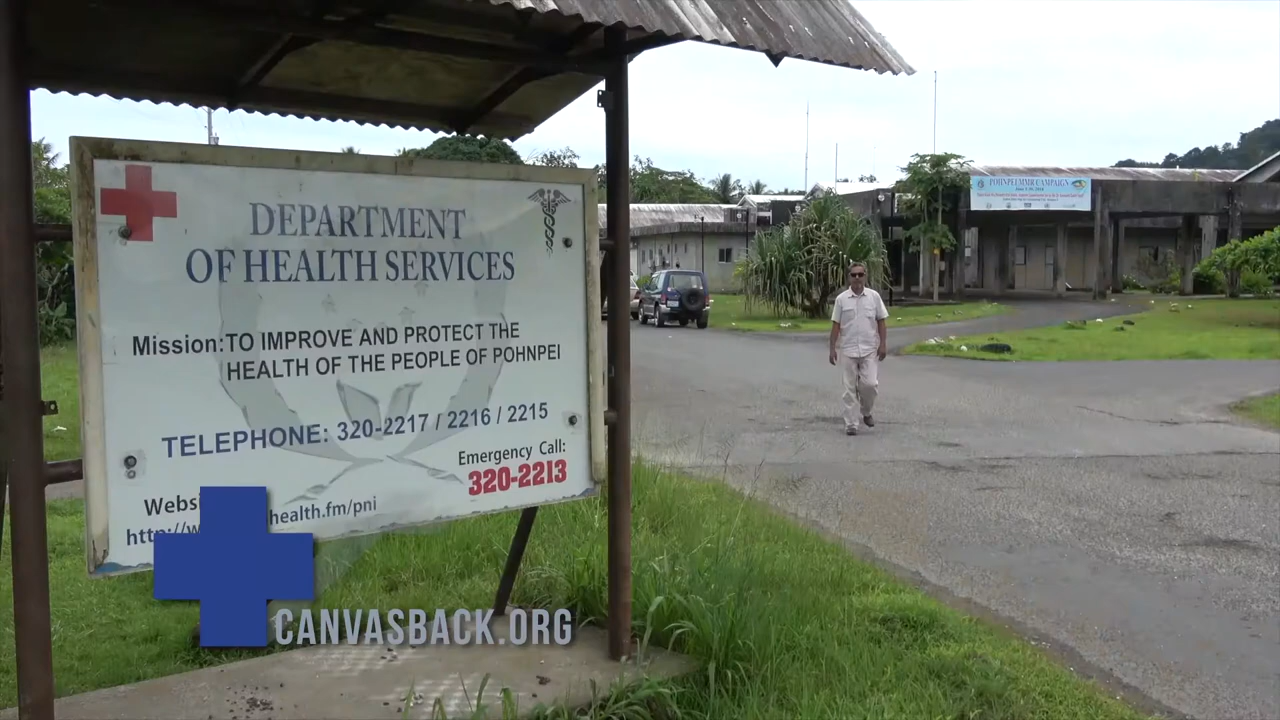 DEPARTMENT
OF HEALTH SERVICES
Mission:TO IMPROVE AND PROTECT THE
HEALTH OF THE PEOPLE OF POHNPEI
TELEPHONE: 320-2217 / 2216 / 2215
Emergency Call:
320-2213
health.fm/pni
CANVASBACK.ORG
POHNPEI MMR CAMPAIGN